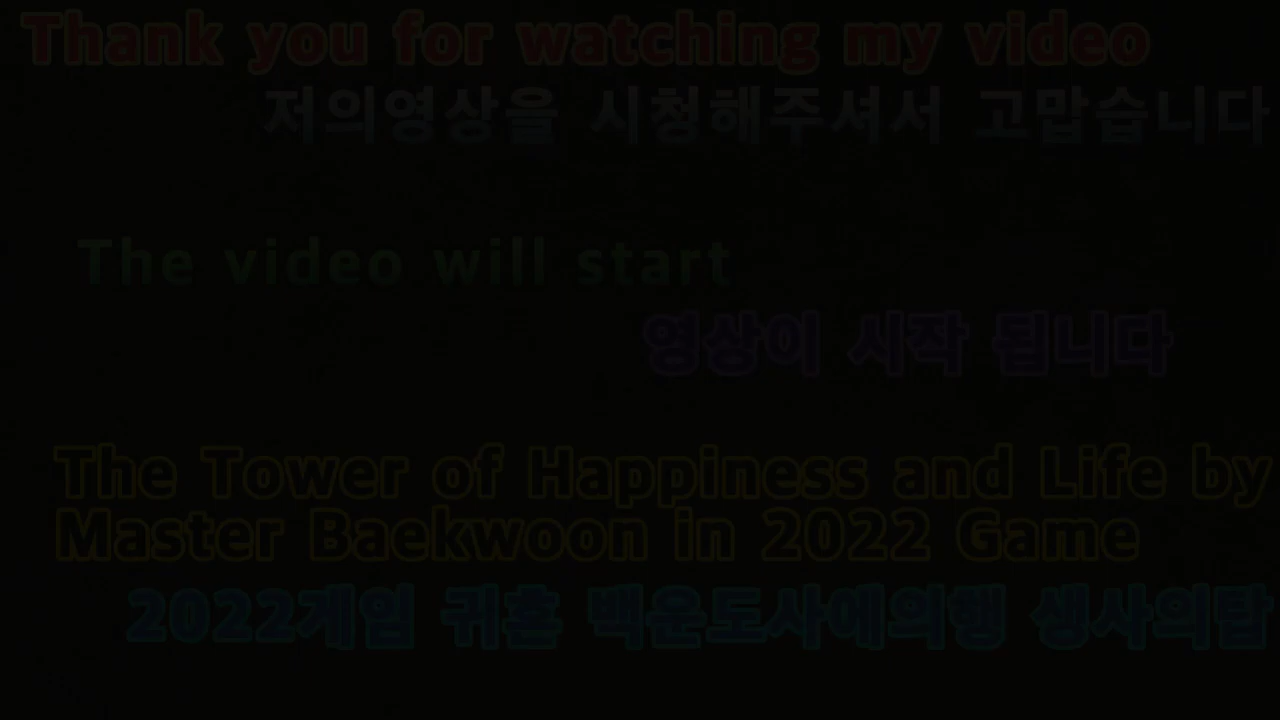 Thank you for watching my video
저의영상을 시청해주셔서 고맙습니다
The video will start
영상이 시작 됩니다
The Tower of Happiness and Life by
Master Baekwoon in 2022 Game
2022게임 귀혼 백운도사에의행 생사의탑